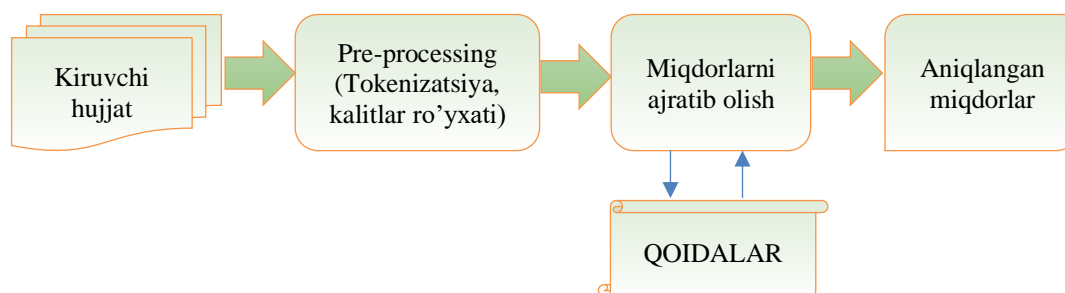 Kiruvchi
hujjat
Pre-processing
(Tokenizatsiya,
kalitlar ro’yxati)
Miqdorlarni
ajratib olish
Aniqlangan
miqdorlar
QOIDALAR